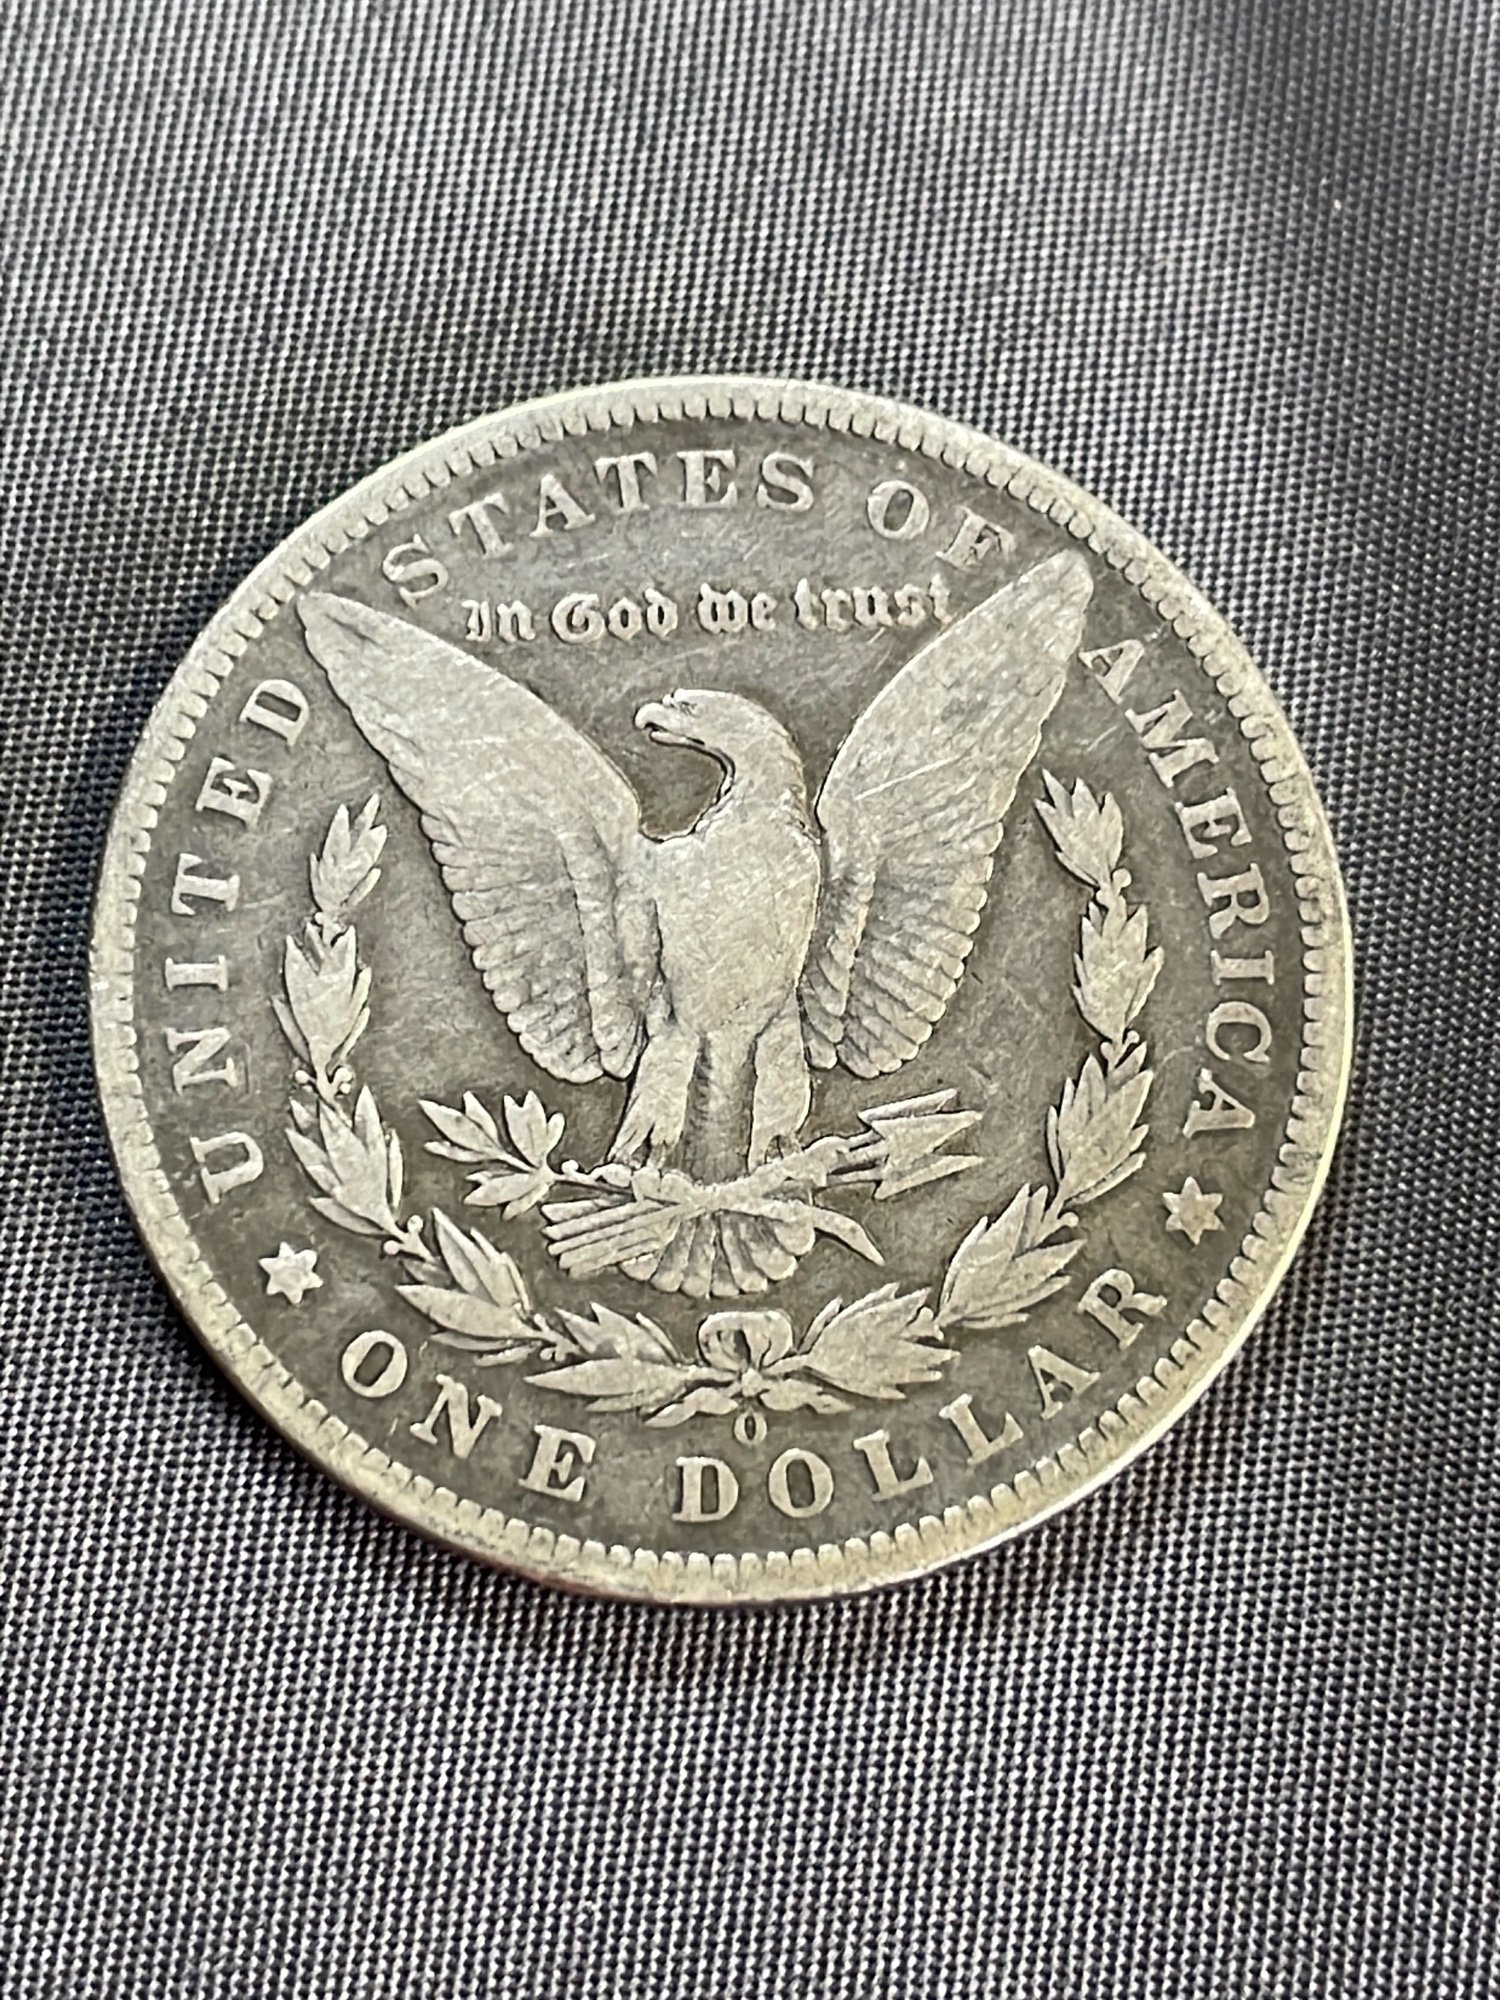 UNITED STATES OF AMERICA
In God we trust
O
ONE DOLLAR